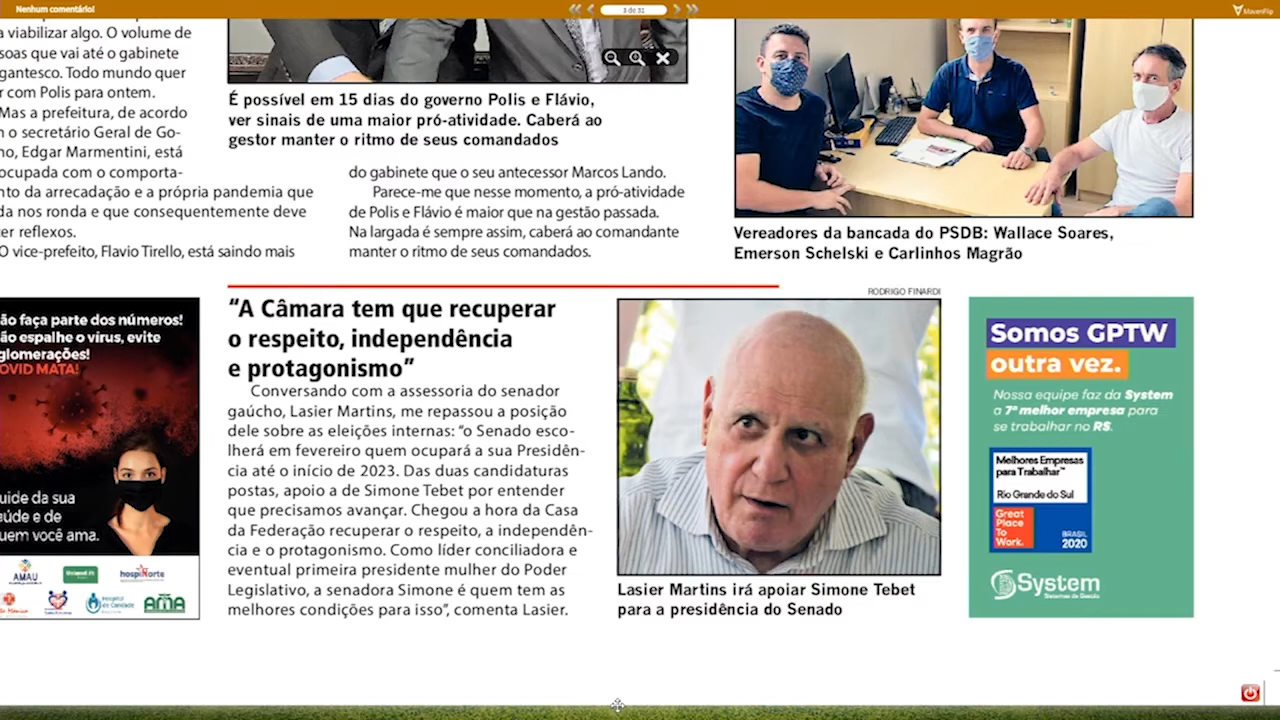 Nenhum comentário!
3 de 31
MavenFlip
a viabilizar algo. O volume de
soas que vai até o gabinete
gantesco. Todo mundo quer
r com Polis para ontem.
Mas a prefeitura, de acordo
o secretário Geral de Go-
no, Edgar Marmentini, está
ocupada com o comporta-
nto da arrecadação e a própria pandemia que
da nos ronda e que consequentemente deve
er reflexos.
O vice-prefeito, Flavio Tirello, está saindo mais
É possível em 15 dias do governo Polis e Flávio,
ver sinais de uma maior pró-atividade. Caberá ao
gestor manter o ritmo de seus comandados
do gabinete que o seu antecessor Marcos Lando.
Parece-me que nesse momento, a pró-atividade
de Polis e Flávio é maior que na gestão passada.
Na largada é sempre assim, caberá ao comandante
manter o ritmo de seus comandados.
Vereadores da bancada do PSDB: Wallace Soares,
Emerson Schelski e Carlinhos Magrão
ão faça parte dos números!
ão espalhe o vírus, evite
glomerações!
OVID MATA!
uide da sua
aúde e de
uem você ama.
AMAU
hospiNorte
AMA
“A Câmara tem que recuperar
o respeito, independência
e protagonismo”
Conversando com a assessoria do senador
gaúcho, Lasier Martins, me repassou a posição
dele sobre as eleições internas: “o Senado esco-
lherá em fevereiro quem ocupará a sua Presidên-
cia até o início de 2023. Das duas candidaturas
postas, apoio a de Simone Tebet por entender
que precisamos avançar. Chegou a hora da Casa
da Federação recuperar o respeito, a independên-
cia e o protagonismo. Como líder conciliadora e
eventual primeira presidente mulher do Poder
Legislativo, a senadora Simone é quem tem as
melhores condições para isso”, comenta Lasier.
RODRIGO FINARDI
Lasier Martins irá apoiar Simone Tebet
para a presidência do Senado
Somos GPTW
outra vez.
Nossa equipe faz da System
a 7ª melhor empresa para
se trabalhar no RS.
Melhores Empresas
para Trabalhar™
Rio Grande do Sul
Great
Place
To
Work.
BRASIL
2020
System
Sistemas de Gestão